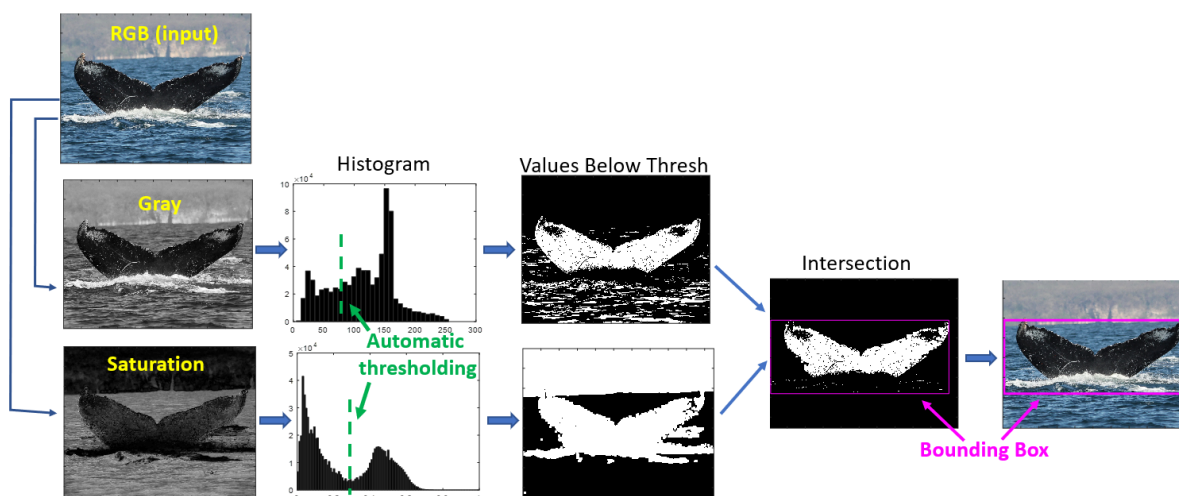 RGB (input)
Histogram
Values Below Thresh
Gray
×10⁴
10
8
6
4
2
0
0 50 100 150 200 250 300
Intersection
Automatic
thresholding
Saturation
×10⁴
5
4
3
2
1
0
Bounding Box